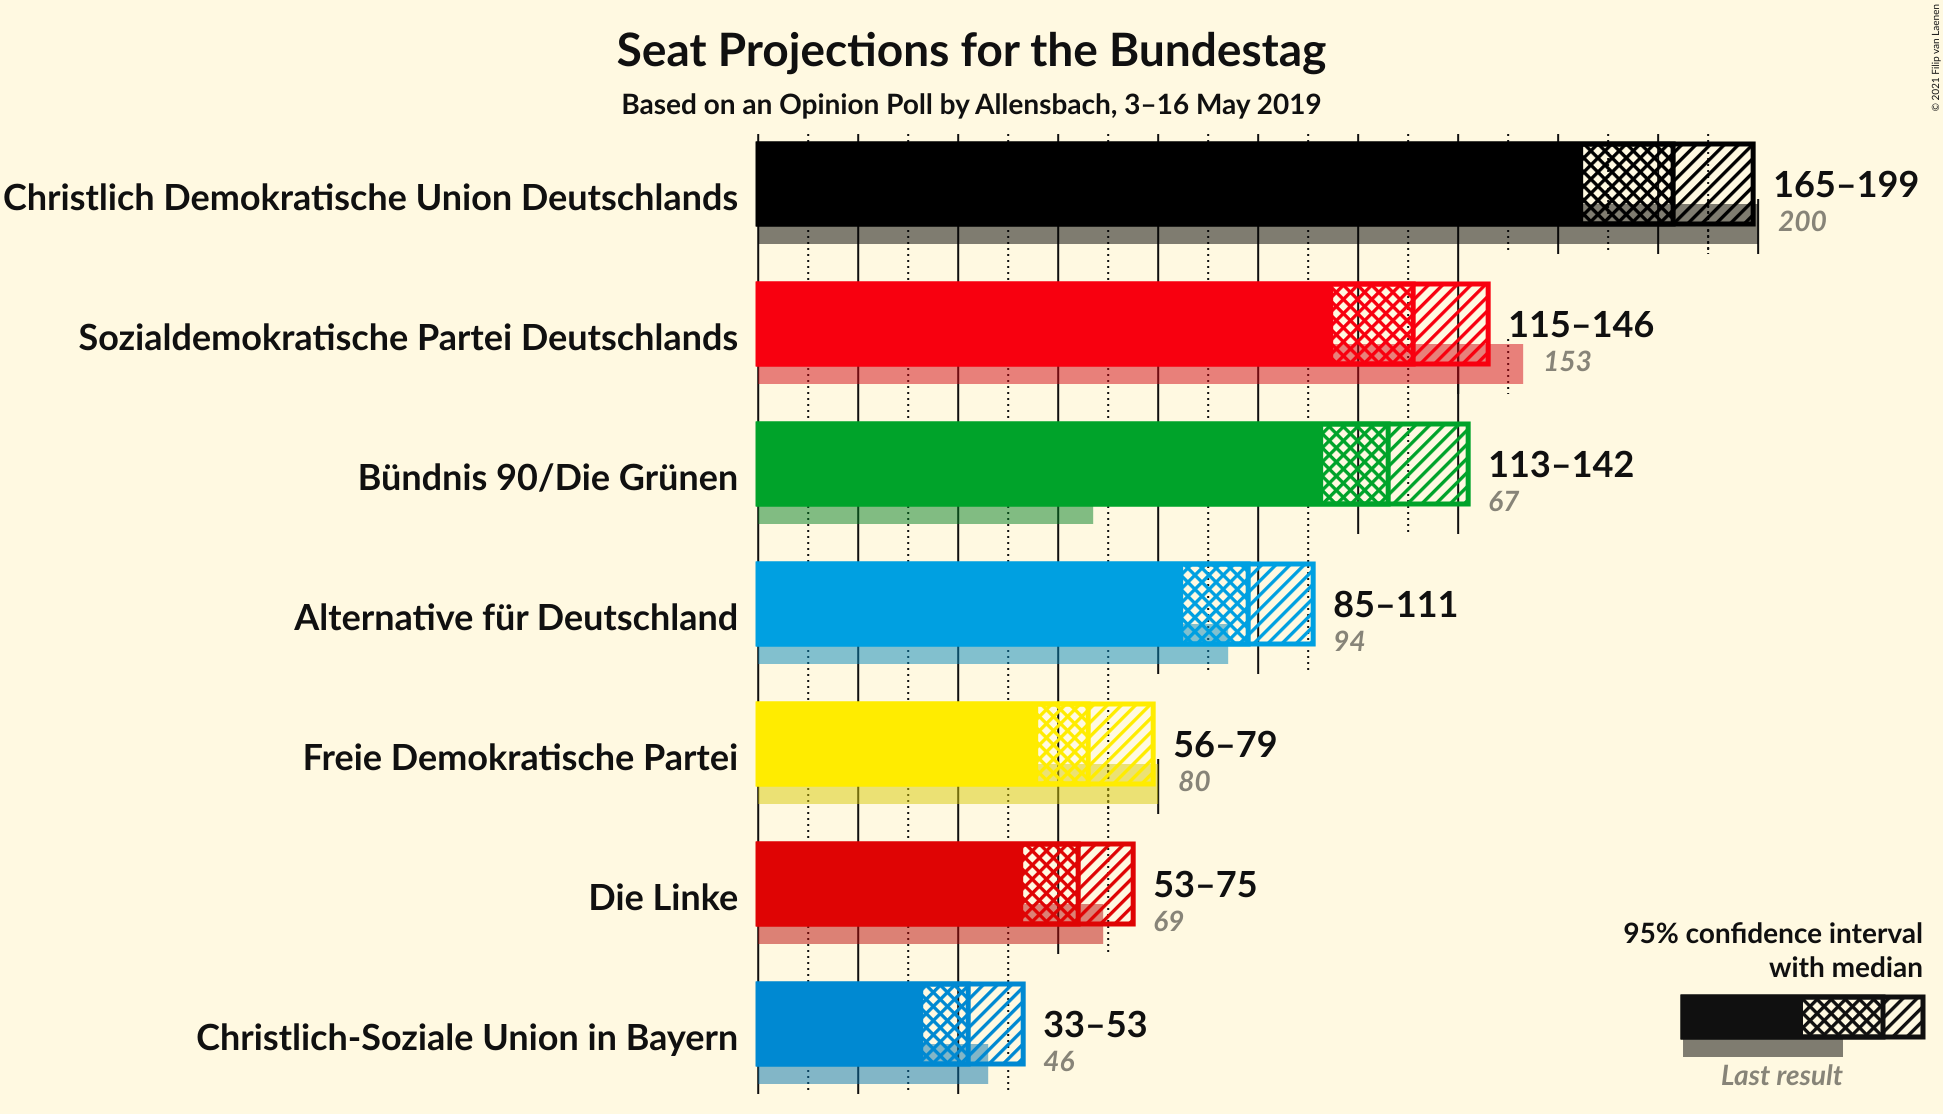 Seat Projections for the Bundestag
Based on an Opinion Poll by Allensbach, 3–16 May 2019
© 2021 Filip van Laenen
Christlich Demokratische Union Deutschlands
165–199
200
Sozialdemokratische Partei Deutschlands
115–146
153
Bündnis 90/Die Grünen
113–142
67
Alternative für Deutschland
85–111
94
Freie Demokratische Partei
56–79
80
Die Linke
53–75
69
Christlich-Soziale Union in Bayern
33–53
46
95% confidence interval
with median
Last result